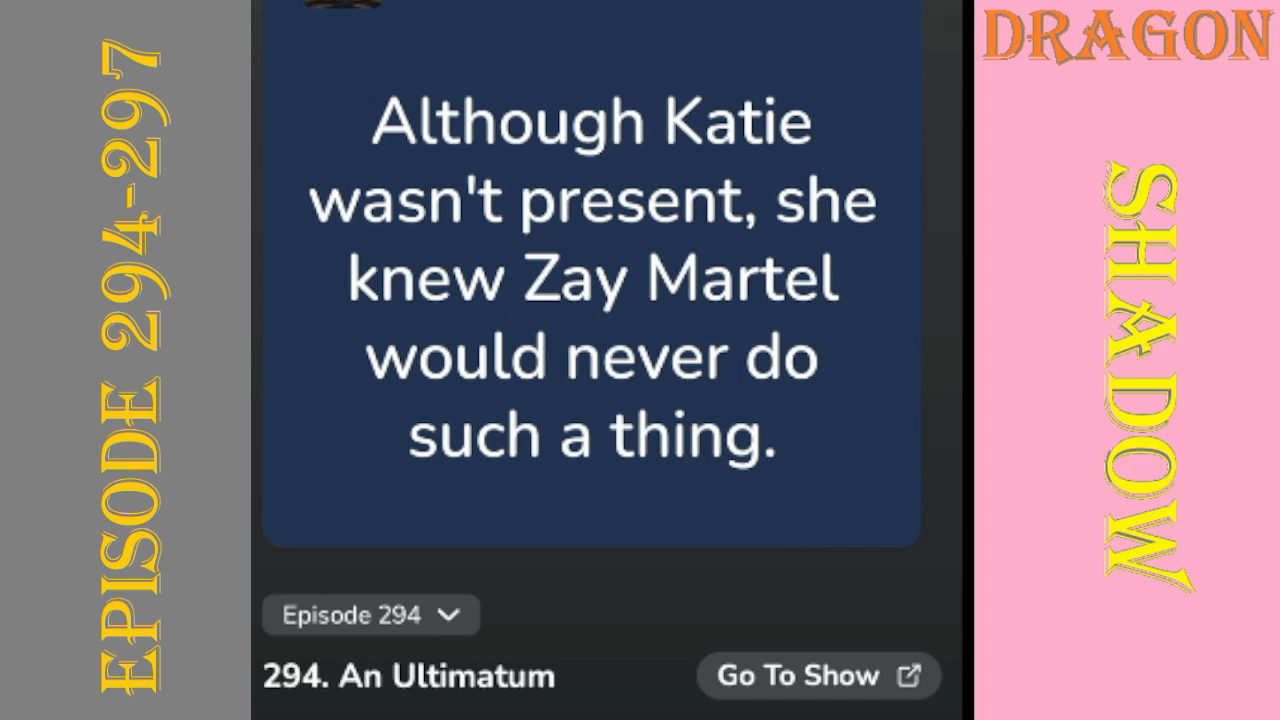 EPISODE 294-297
Although Katie
wasn't present, she
knew Zay Martel
would never do
such a thing.
Episode 294
294. An Ultimatum
Go To Show
DRAGON
SHADOW